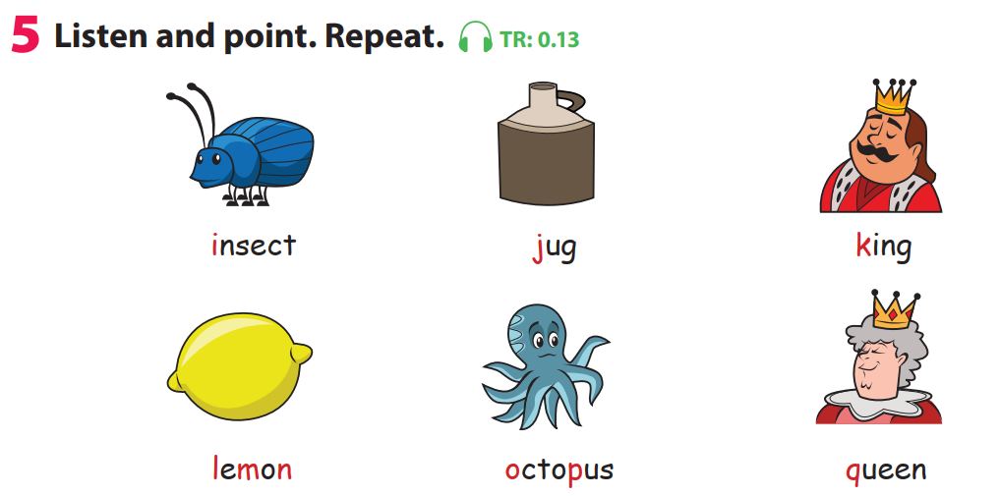 5 Listen and point. Repeat. TR: 0.13
insect jug king
lemon octopus queen